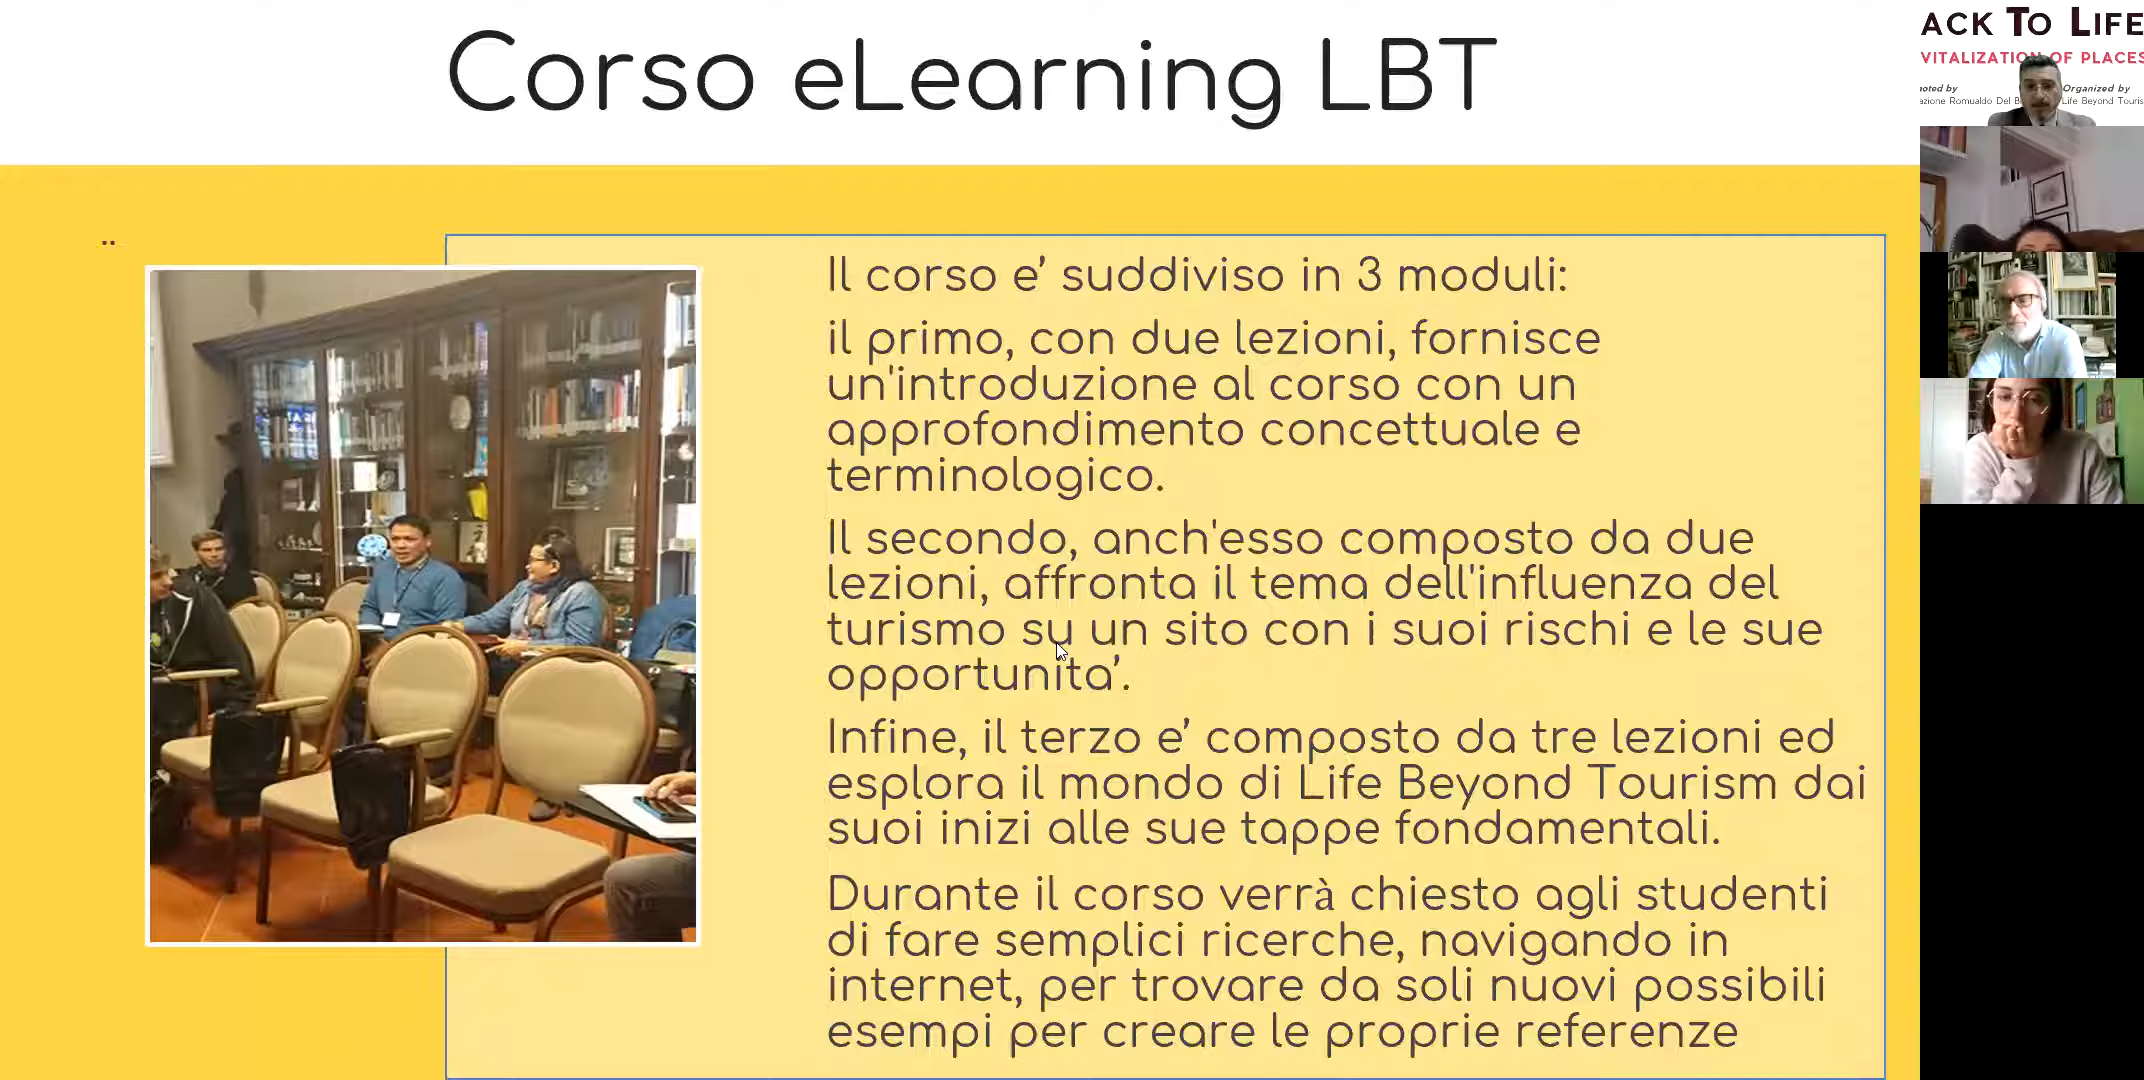 Corso eLearning LBT
Il corso e’ suddiviso in 3 moduli:
il primo, con due lezioni, fornisce
un'introduzione al corso con un
approfondimento concettuale e
terminologico.
Il secondo, anch'esso composto da due
lezioni, affronta il tema dell'influenza del
turismo su un sito con i suoi rischi e le sue
opportunita’.
Infine, il terzo e’ composto da tre lezioni ed
esplora il mondo di Life Beyond Tourism dai
suoi inizi alle sue tappe fondamentali.
Durante il corso verrà chiesto agli studenti
di fare semplici ricerche, navigando in
internet, per trovare da soli nuovi possibili
esempi per creare le proprie referenze
ACK TO LIFE
VITALIZATION OF PLACES
Organized by
Romualdo Del
Life Beyond